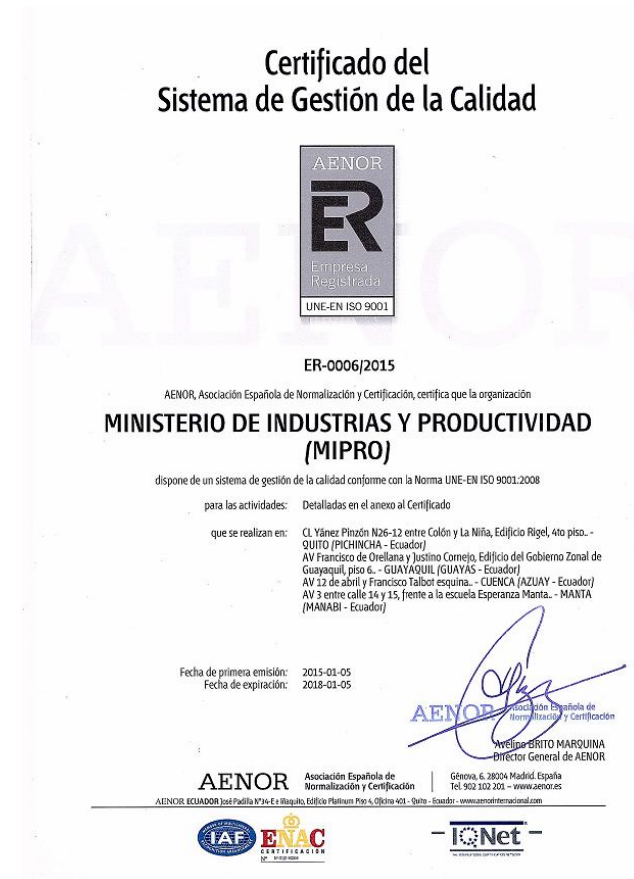 Certificado del
Sistema de Gestión de la Calidad
AENOR
ER
Empresa
Registrada
UNE-EN ISO 9001
AENOR
ER-0006/2015
AENOR, Asociación Española de Normalización y Certificación, certifica que la organización
MINISTERIO DE INDUSTRIAS Y PRODUCTIVIDAD
(MIPRO)
dispone de un sistema de gestión de la calidad conforme con la Norma UNE-EN ISO 9001:2008
para las actividades: Detalladas en el anexo al Certificado
que se realizan en: CL Yánez Pinzón N26-12 entre Colón y La Niña, Edificio Rigel, 4to piso.. -
QUITO (PICHINCHA - Ecuador)
AV Francisco de Orellana y Justino Cornejo, Edificio del Gobierno Zonal de
Guayaquil, piso 6.. - GUAYAQUIL (GUAYAS - Ecuador)
AV 12 de abril y Francisco Talbot esquina.. - CUENCA (AZUAY - Ecuador)
AV 3 entre calle 14 y 15, frente a la escuela Esperanza Manta.. - MANTA
(MANABI - Ecuador)
Fecha de primera emisión: 2015-01-05
Fecha de expiración: 2018-01-05
AENOR Asociación Española de
Normalización y Certificación
Avelino BRITO MARQUINA
Director General de AENOR
AENOR Asociación Española de
Normalización y Certificación
Génova, 6. 28004 Madrid. España
Tel. 902 102 201 – www.aenor.es
AENOR ECUADOR José Padilla N°34-E e Iñaquito, Edificio Platinum Piso 4, Oficina 401 - Quito - Ecuador - www.aenorinternacional.com
IAF
ENAC
CERTIFICACIÓN
IQNet